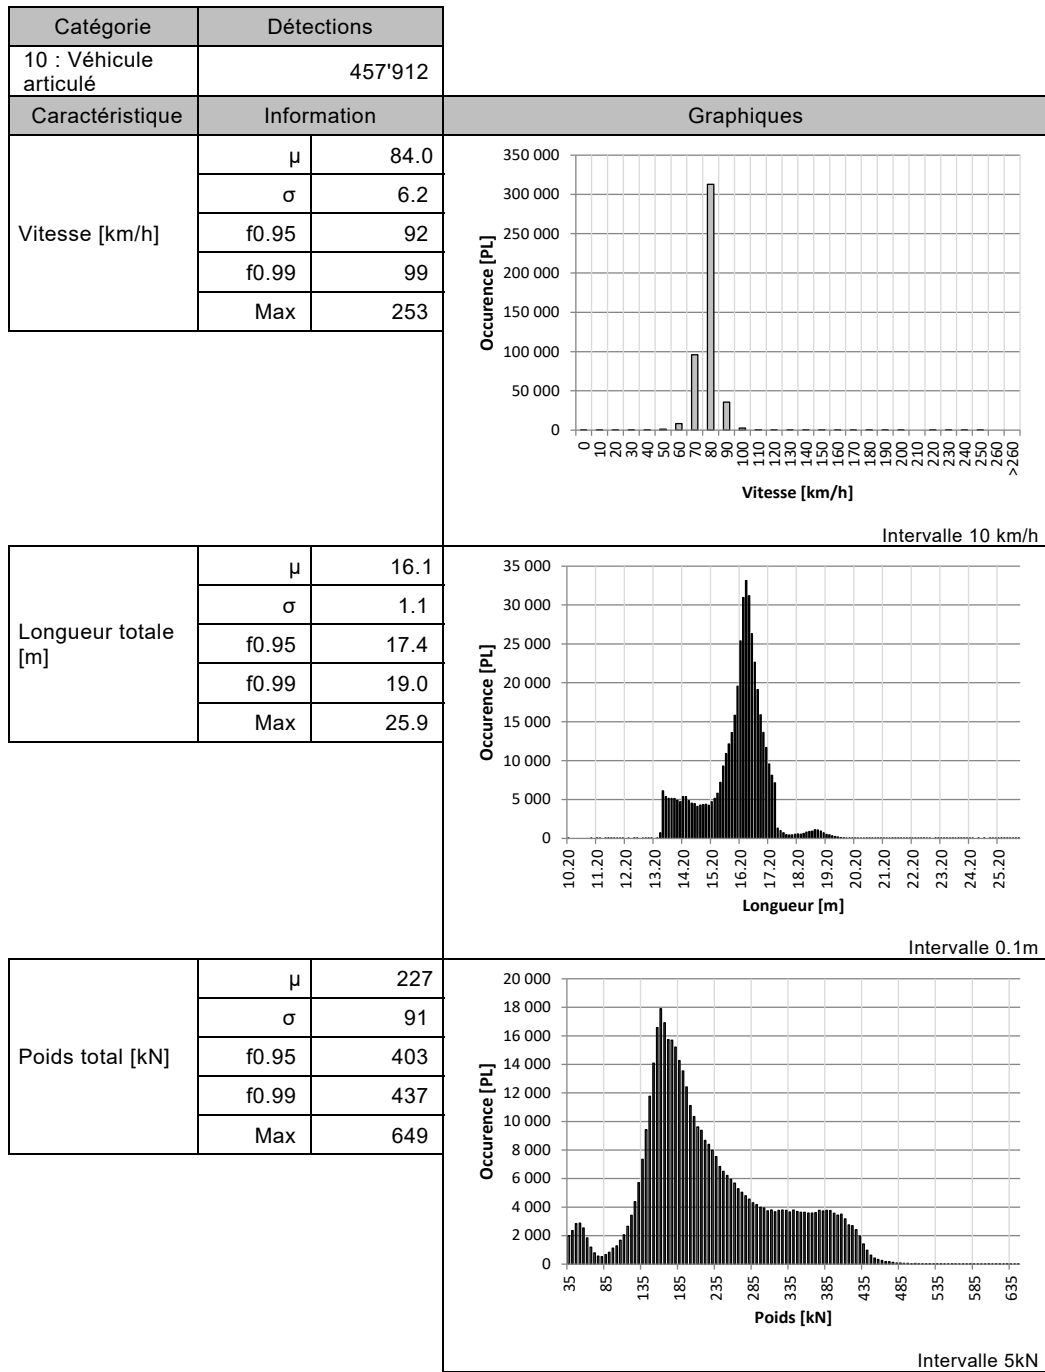 Catégorie Détections
10 : Véhicule
articulé
457'912
Caractéristique Information Graphiques
Vitesse [km/h]
μ 84.0
σ 6.2
f0.95 92
f0.99 99
Max 253
350 000
300 000
250 000
200 000
150 000
100 000
50 000
0
Occurence [PL]
0 10 20 30 40 50 60 70 80 90 100 110 120 130 140 150 160 170 180 190 200 210 220 230 240 250 260 >260
Vitesse [km/h]
Intervalle 10 km/h
Longueur totale
[m]
μ 16.1
σ 1.1
f0.95 17.4
f0.99 19.0
Max 25.9
35 000
30 000
25 000
20 000
15 000
10 000
5 000
0
Occurence [PL]
10.20 11.20 12.20 13.20 14.20 15.20 16.20 17.20 18.20 19.20 20.20 21.20 22.20 23.20 24.20 25.20
Longueur [m]
Intervalle 0.1m
Poids total [kN]
μ 227
σ 91
f0.95 403
f0.99 437
Max 649
20 000
18 000
16 000
14 000
12 000
10 000
8 000
6 000
4 000
2 000
0
Occurence [PL]
35 85 135 185 235 285 335 385 435 485 535 585 635
Poids [kN]
Intervalle 5kN